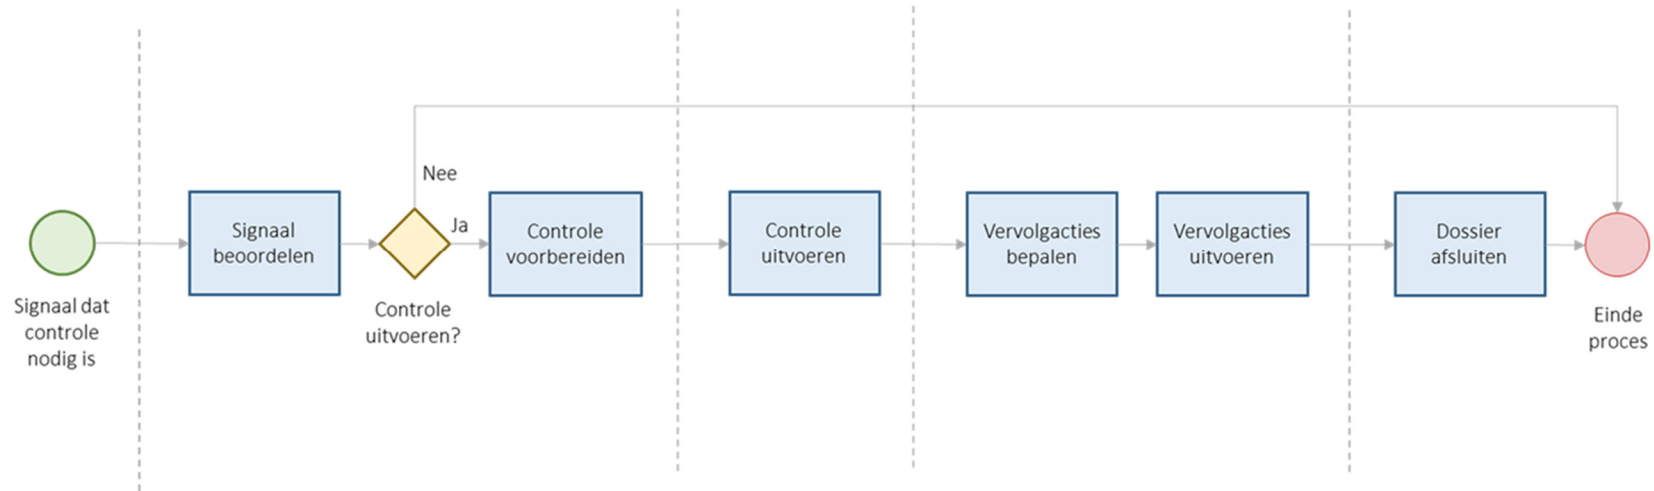 Signaal dat
controle
nodig is
Signaal
beoordelen
Controle
uitvoeren?
Nee
Ja
Controle
voorbereiden
Controle
uitvoeren
Vervolgacties
bepalen
Vervolgacties
uitvoeren
Dossier
afsluiten
Einde
proces